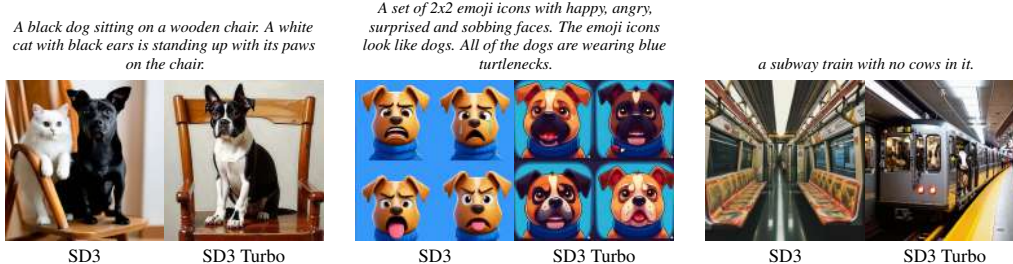 A black dog sitting on a wooden chair. A white
cat with black ears is standing up with its paws
on the chair.
A set of 2x2 emoji icons with happy, angry,
surprised and sobbing faces. The emoji icons
look like dogs. All of the dogs are wearing blue
turtlenecks.
a subway train with no cows in it.
SD3
SD3 Turbo
SD3
SD3 Turbo
SD3
SD3 Turbo